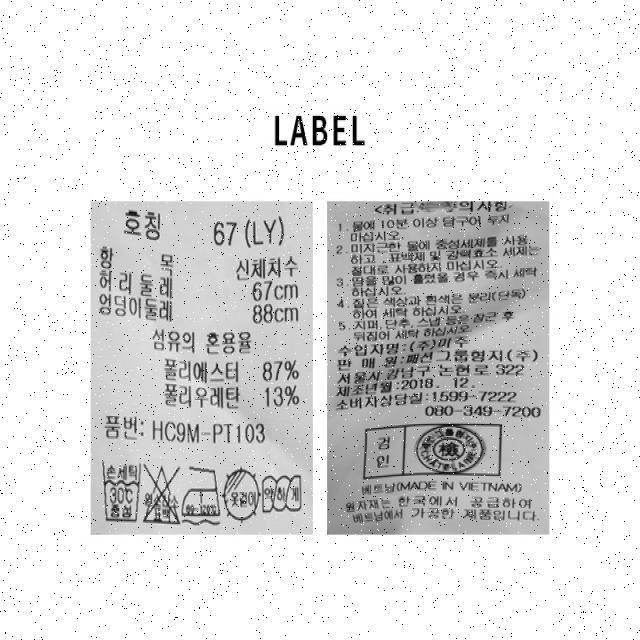 LABEL
호칭 67 (LY)
항 목 신체치수
허리 둘레 67cm
엉덩이둘레 88cm
섬유의 혼용율
폴리에스터 87%
폴리우레탄 13%
품번: HC9M-PT103
손세탁
30℃
중성
80~120℃
옷걸이
약하게
1. 물에 10분 이상 담구어 두지
마십시오.
2. 미지근한 물에 중성세제를 사용
하고, 표백제 및 강력효소 세제는
절대로 사용하지 마십시오.
3. 땀을 많이 흘렸을 경우 즉시 세탁
하십시오.
4. 짙은 색상과 흰색은 분리(단독)
하여 세탁 하십시오.
5. 지퍼, 단추, 스냅 등은 잠근 후
뒤집어 세탁 하십시오.
수입자명: (주)미주
판 매 원: 패션그룹형지(주)
서울시 강남구 논현로 322
제조년월: 2018. 12.
소비자상담실: 1599-7222
080-349-7200
검인
CHATELAINE
베트남(MADE IN VIETNAM)
원자재는 한국에서 공급하여
베트남에서 가공한 제품입니다.